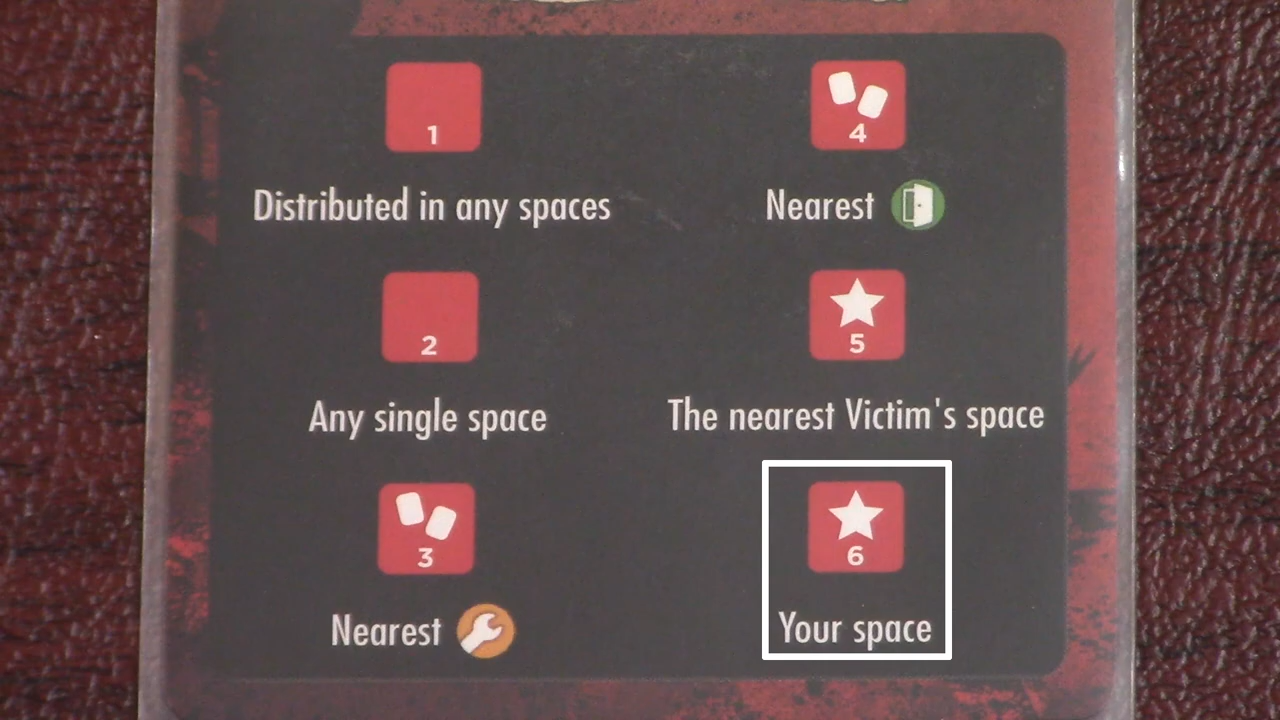 1
Distributed in any spaces
2
Any single space
3
Nearest
4
Nearest
5
The nearest Victim's space
6
Your space